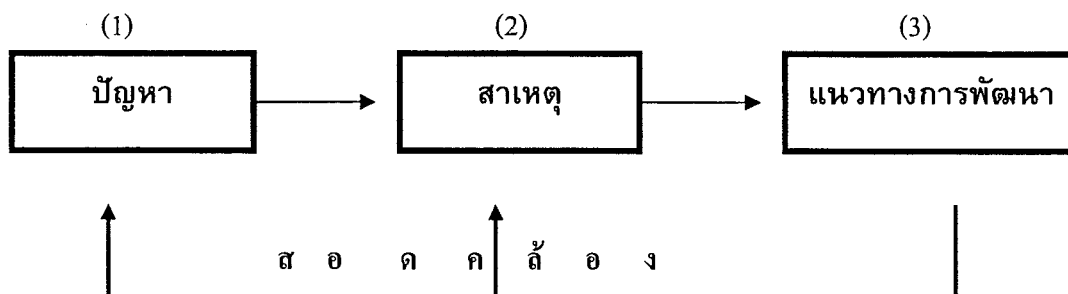 (1) (2) (3)
ปัญหา สาเหตุ แนวทางการพัฒนา
ส อ ด ค ล้ อ ง